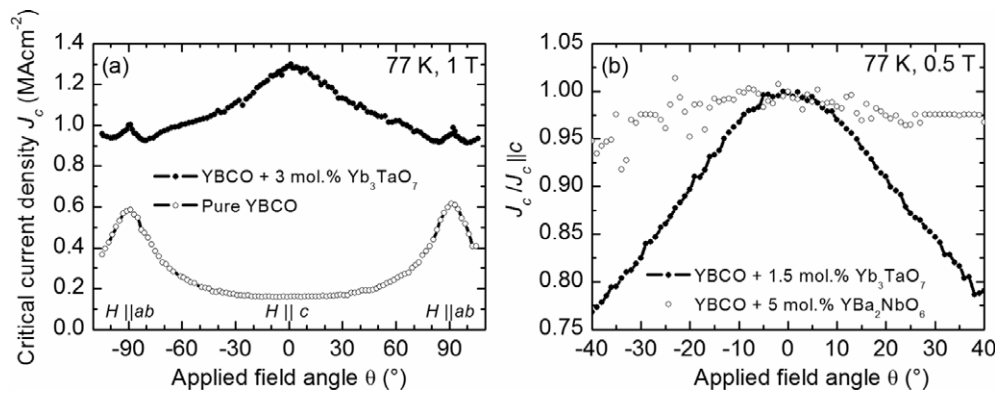 (a)
77 K, 1 T
Critical current density J_c (MAcm⁻²)
1.4
1.2
1.0
0.8
0.6
0.4
0.2
0.0
YBCO + 3 mol.% Yb₃TaO₇
Pure YBCO
H ||ab
H || c
H ||ab
-90
-60
-30
0
30
60
90
Applied field angle θ (°)
(b)
77 K, 0.5 T
J_c/J_c||c
1.05
1.00
0.95
0.90
0.85
0.80
0.75
YBCO + 1.5 mol.% Yb₃TaO₇
YBCO + 5 mol.% YBa₂NbO₆
-40
-30
-20
-10
0
10
20
30
40
Applied field angle θ (°)